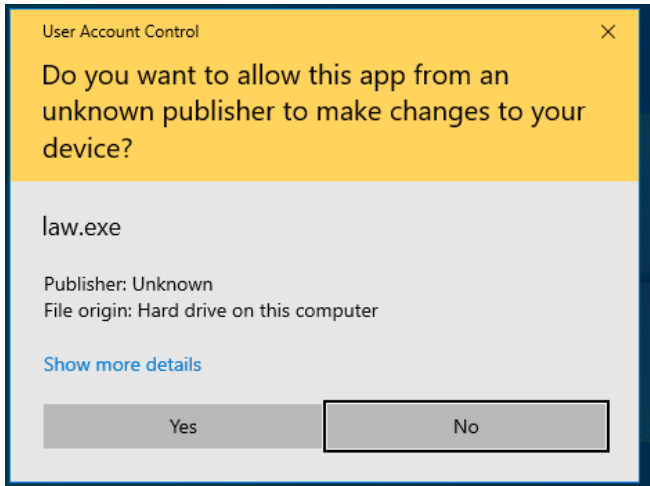 User Account Control
Do you want to allow this app from an
unknown publisher to make changes to your
device?
law.exe
Publisher: Unknown
File origin: Hard drive on this computer
Show more details
Yes
No